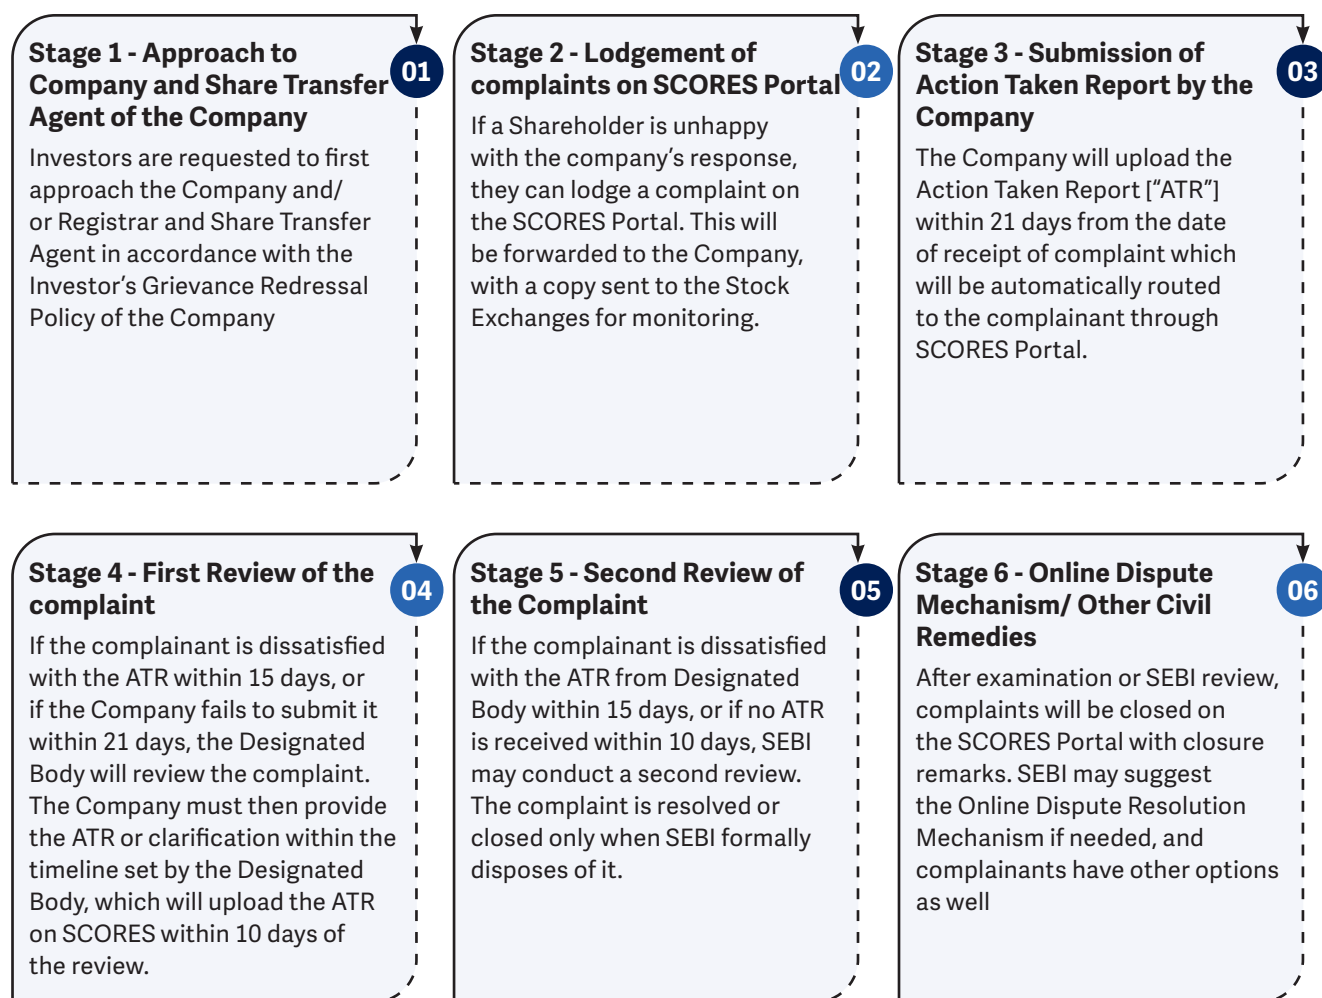 Stage 1 - Approach to
Company and Share Transfer
Agent of the Company
01
Investors are requested to first
approach the Company and/
or Registrar and Share Transfer
Agent in accordance with the
Investor's Grievance Redressal
Policy of the Company
Stage 2 - Lodgement of
complaints on SCORES Portal
02
If a Shareholder is unhappy
with the company's response,
they can lodge a complaint on
the SCORES Portal. This will
be forwarded to the Company,
with a copy sent to the Stock
Exchanges for monitoring.
Stage 3 - Submission of
Action Taken Report by the
Company
03
The Company will upload the
Action Taken Report ["ATR"]
within 21 days from the date
of receipt of complaint which
will be automatically routed
to the complainant through
SCORES Portal.
Stage 4 - First Review of the
complaint
04
If the complainant is dissatisfied
with the ATR within 15 days, or
if the Company fails to submit it
within 21 days, the Designated
Body will review the complaint.
The Company must then provide
the ATR or clarification within the
timeline set by the Designated
Body, which will upload the ATR
on SCORES within 10 days of
the review.
Stage 5 - Second Review of
the Complaint
05
If the complainant is dissatisfied
with the ATR from Designated
Body within 15 days, or if no ATR
is received within 10 days, SEBI
may conduct a second review.
The complaint is resolved or
closed only when SEBI formally
disposes of it.
Stage 6 - Online Dispute
Mechanism/ Other Civil
Remedies
06
After examination or SEBI review,
complaints will be closed on
the SCORES Portal with closure
remarks. SEBI may suggest
the Online Dispute Resolution
Mechanism if needed, and
complainants have other options
as well